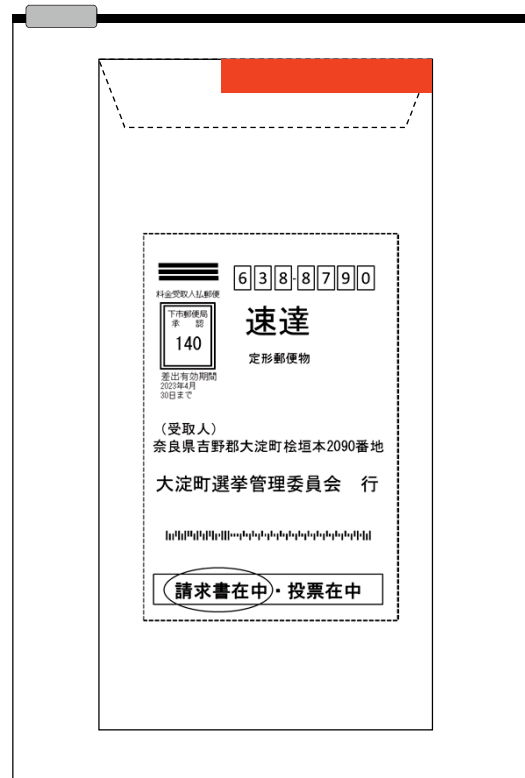 638-8790
料金受取人払郵便
下市郵便局
承　認
140
差出有効期間
2023年4月
30日まで
速達
定形郵便物
（受取人）
奈良県吉野郡大淀町桧垣本2090番地
大淀町選挙管理委員会　行
請求書在中・投票在中